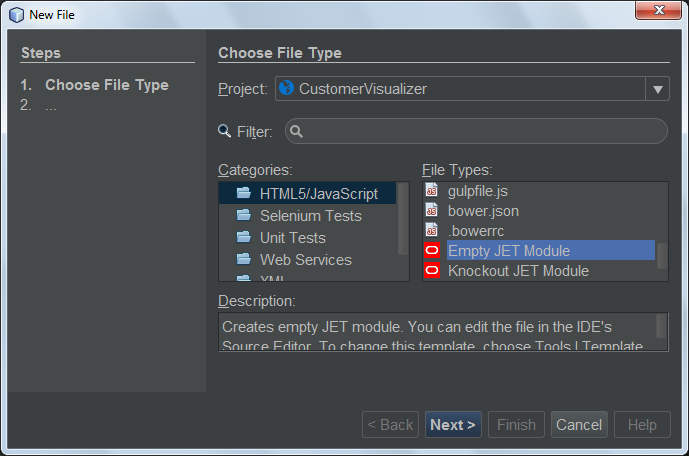 New File
Steps
1. Choose File Type
2. ...
Choose File Type
Project: CustomerVisualizer
Filter:
Categories:
HTML5/JavaScript
Selenium Tests
Unit Tests
Web Services
XML
File Types:
gulpfile.js
bower.json
.bowerrc
Empty JET Module
Knockout JET Module
Description:
Creates empty JET module. You can edit the file in the IDE's
Source Editor. To change this template, choose Tools | Template
< Back Next > Finish Cancel Help